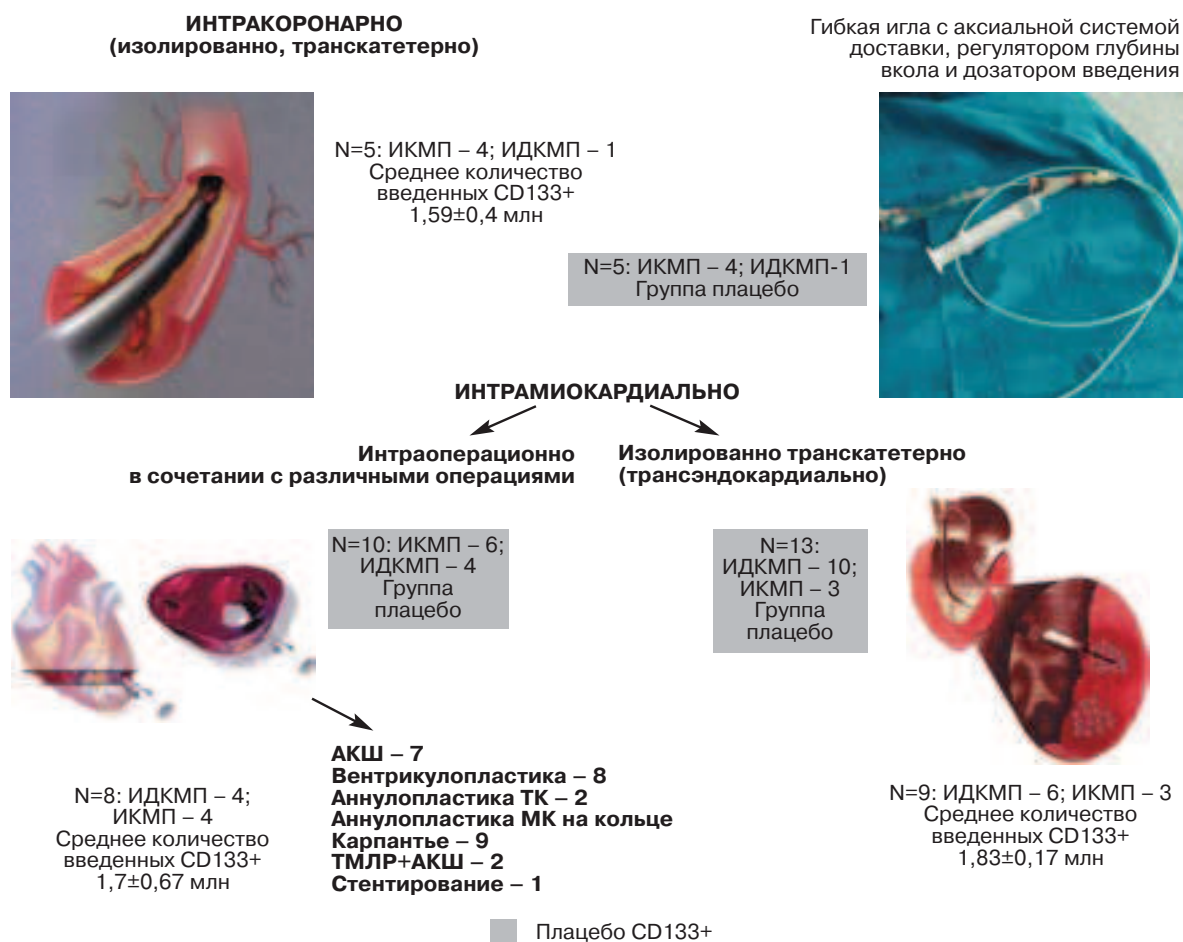 ИНТРАКОРОНАРНО
(изолированно, транскатетерно)
Гибкая игла с аксиальной системой
доставки, регулятором глубины
вкола и дозатором введения
N=5: ИКМП – 4; ИДКМП – 1
Среднее количество
введенных CD133+
1,59±0,4 млн
N=5: ИКМП – 4; ИДКМП-1
Группа плацебо
ИНТРАМИОКАРДИАЛЬНО
Интраоперационно
в сочетании с различными операциями
Изолированно транскатетерно
(трансэндокардиально)
N=10: ИКМП – 6;
ИДКМП – 4
Группа
плацебо
N=13:
ИДКМП – 10;
ИКМП – 3
Группа
плацебо
N=8: ИДКМП – 4;
ИКМП – 4
Среднее количество
введенных CD133+
1,7±0,67 млн
АКШ – 7
Вентрикулопластика – 8
Аннулопластика ТК – 2
Аннулопластика МК на кольце
Карпантье – 9
ТМЛР+АКШ – 2
Стентирование – 1
N=9: ИДКМП – 6; ИКМП – 3
Среднее количество
введенных CD133+
1,83±0,17 млн
Плацебо CD133+